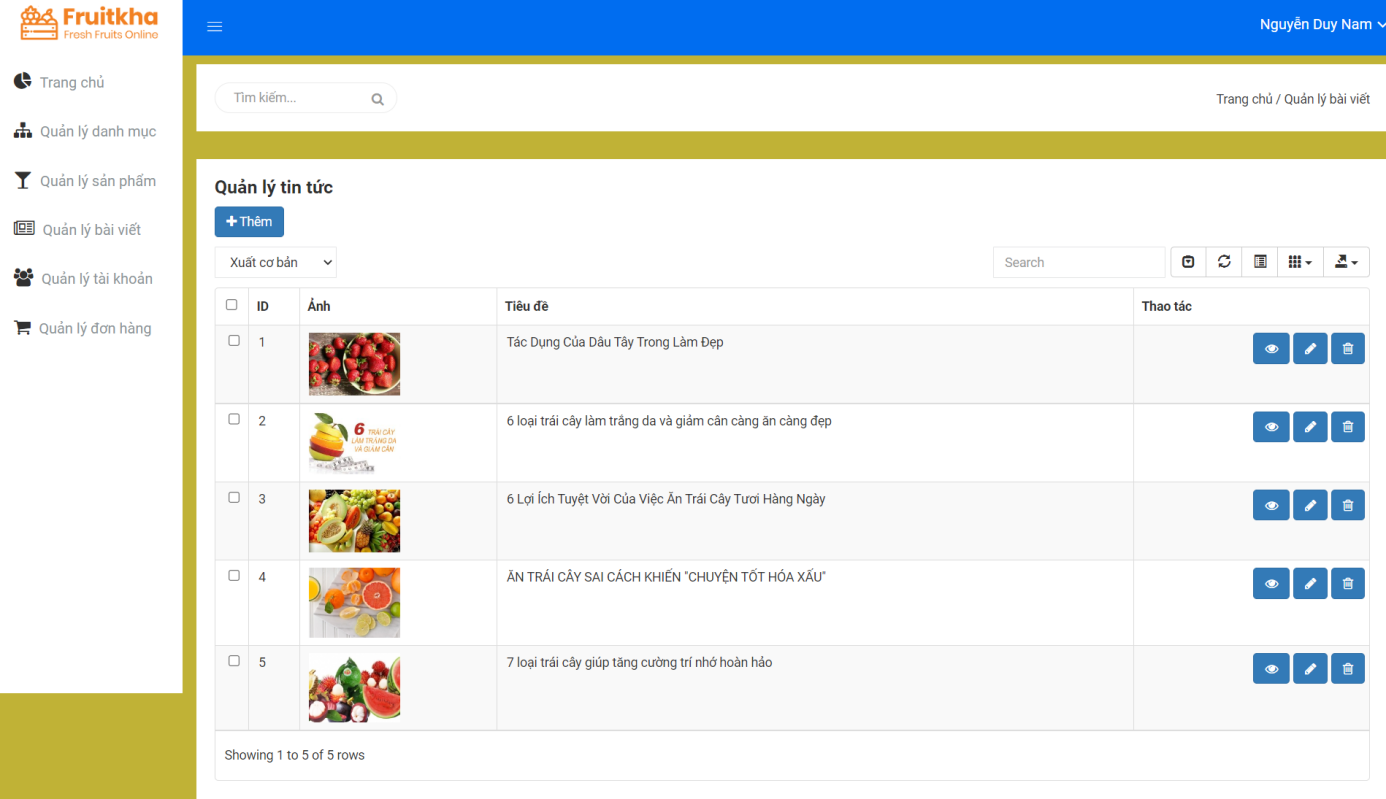 Fruitkha
Fresh Fruits Online
Nguyễn Duy Nam
Trang chủ
Quản lý danh mục
Quản lý sản phẩm
Quản lý bài viết
Quản lý tài khoản
Quản lý đơn hàng
Tìm kiếm...
Trang chủ / Quản lý bài viết
Quản lý tin tức
Thêm
Xuất cơ bản
Search
ID Ảnh Tiêu đề Thao tác
1 Tác Dụng Của Dâu Tây Trong Làm Đẹp
2 6 loại trái cây làm trắng da và giảm cân càng ăn càng đẹp
6 TRÁI CÂY
LÀM TRẮNG DA
VÀ GIẢM CÂN
3 6 Lợi Ích Tuyệt Vời Của Việc Ăn Trái Cây Tươi Hàng Ngày
4 ĂN TRÁI CÂY SAI CÁCH KHIẾN "CHUYỆN TỐT HÓA XẤU"
5 7 loại trái cây giúp tăng cường trí nhớ hoàn hảo
Showing 1 to 5 of 5 rows